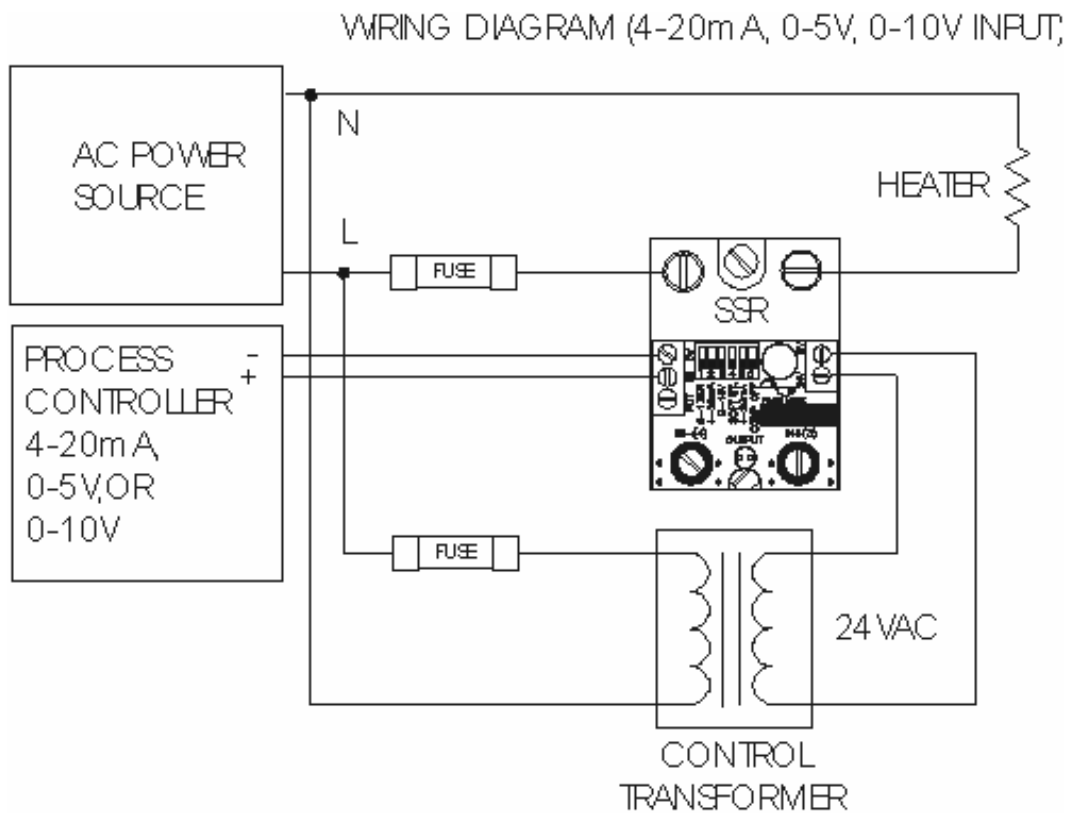 WIRING DIAGRAM (4-20mA, 0-5V, 0-10V INPUT)
AC POWER
SOURCE
N
L
HEATER
FUSE
SSR
PROCESS
CONTROLLER
4-20mA,
0-5V,OR
0-10V
-
+
OUTPUT
FUSE
24 VAC
CONTROL
TRANSFORMER